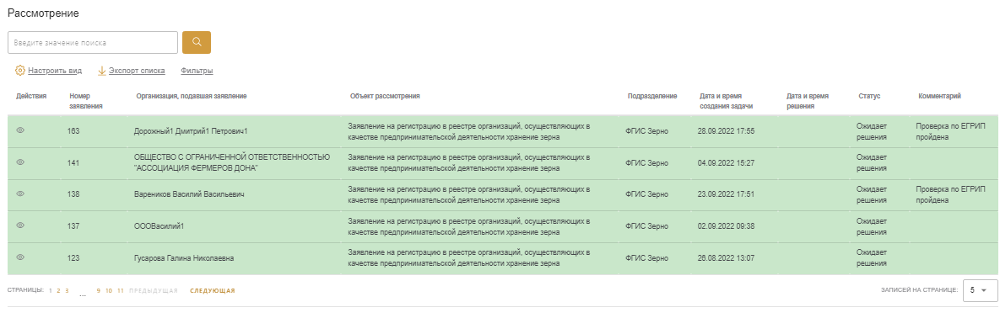 Рассмотрение
Введите значение поиска
Настроить вид Экспорт списка Фильтры
Действия Номер заявления Организация, подавшая заявление Объект рассмотрения Подразделение Дата и время создания задачи Дата и время решения Статус Комментарий
163 Дорожный1 Дмитрий1 Петрович1 Заявление на регистрацию в реестре организаций, осуществляющих в качестве предпринимательской деятельности хранение зерна ФГИС Зерно 28.09.2022 17:55 Ожидает решения Проверка по ЕГРИП пройдена
141 ОБЩЕСТВО С ОГРАНИЧЕННОЙ ОТВЕТСТВЕННОСТЬЮ "АССОЦИАЦИЯ ФЕРМЕРОВ ДОНА" Заявление на регистрацию в реестре организаций, осуществляющих в качестве предпринимательской деятельности хранение зерна ФГИС Зерно 04.09.2022 15:27 Ожидает решения
138 Вареников Василий Васильевич Заявление на регистрацию в реестре организаций, осуществляющих в качестве предпринимательской деятельности хранение зерна ФГИС Зерно 23.09.2022 17:51 Ожидает решения Проверка по ЕГРИП пройдена
137 ОООВасилий1 Заявление на регистрацию в реестре организаций, осуществляющих в качестве предпринимательской деятельности хранение зерна ФГИС Зерно 02.09.2022 09:38 Ожидает решения
123 Гусарова Галина Николаевна Заявление на регистрацию в реестре организаций, осуществляющих в качестве предпринимательской деятельности хранение зерна ФГИС Зерно 26.08.2022 13:07 Ожидает решения
СТРАНИЦЫ: 1 2 3 ... 9 10 11 ПРЕДЫДУЩАЯ СЛЕДУЮЩАЯ ЗАПИСЕЙ НА СТРАНИЦЕ: 5